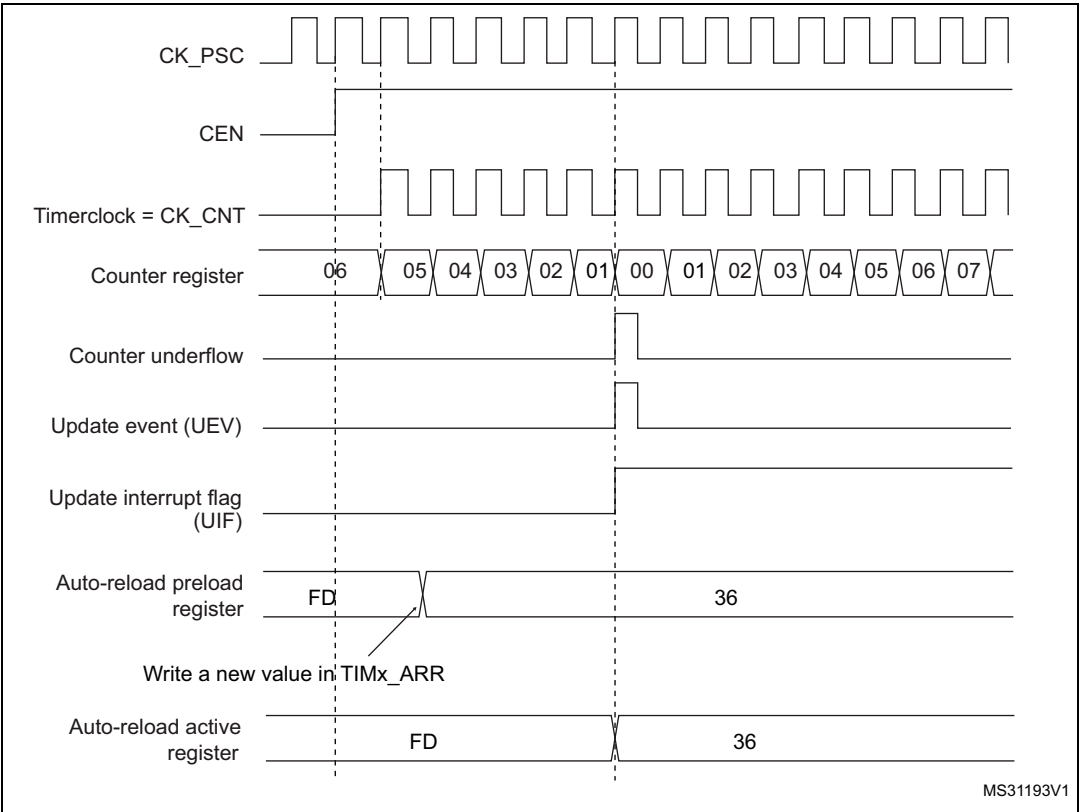 CK_PSC
CEN
Timerclock = CK_CNT
Counter register
06 05 04 03 02 01 00 01 02 03 04 05 06 07
Counter underflow
Update event (UEV)
Update interrupt flag
(UIF)
Auto-reload preload
register
FD 36
Write a new value in TIMx_ARR
Auto-reload active
register
FD 36
MS31193V1